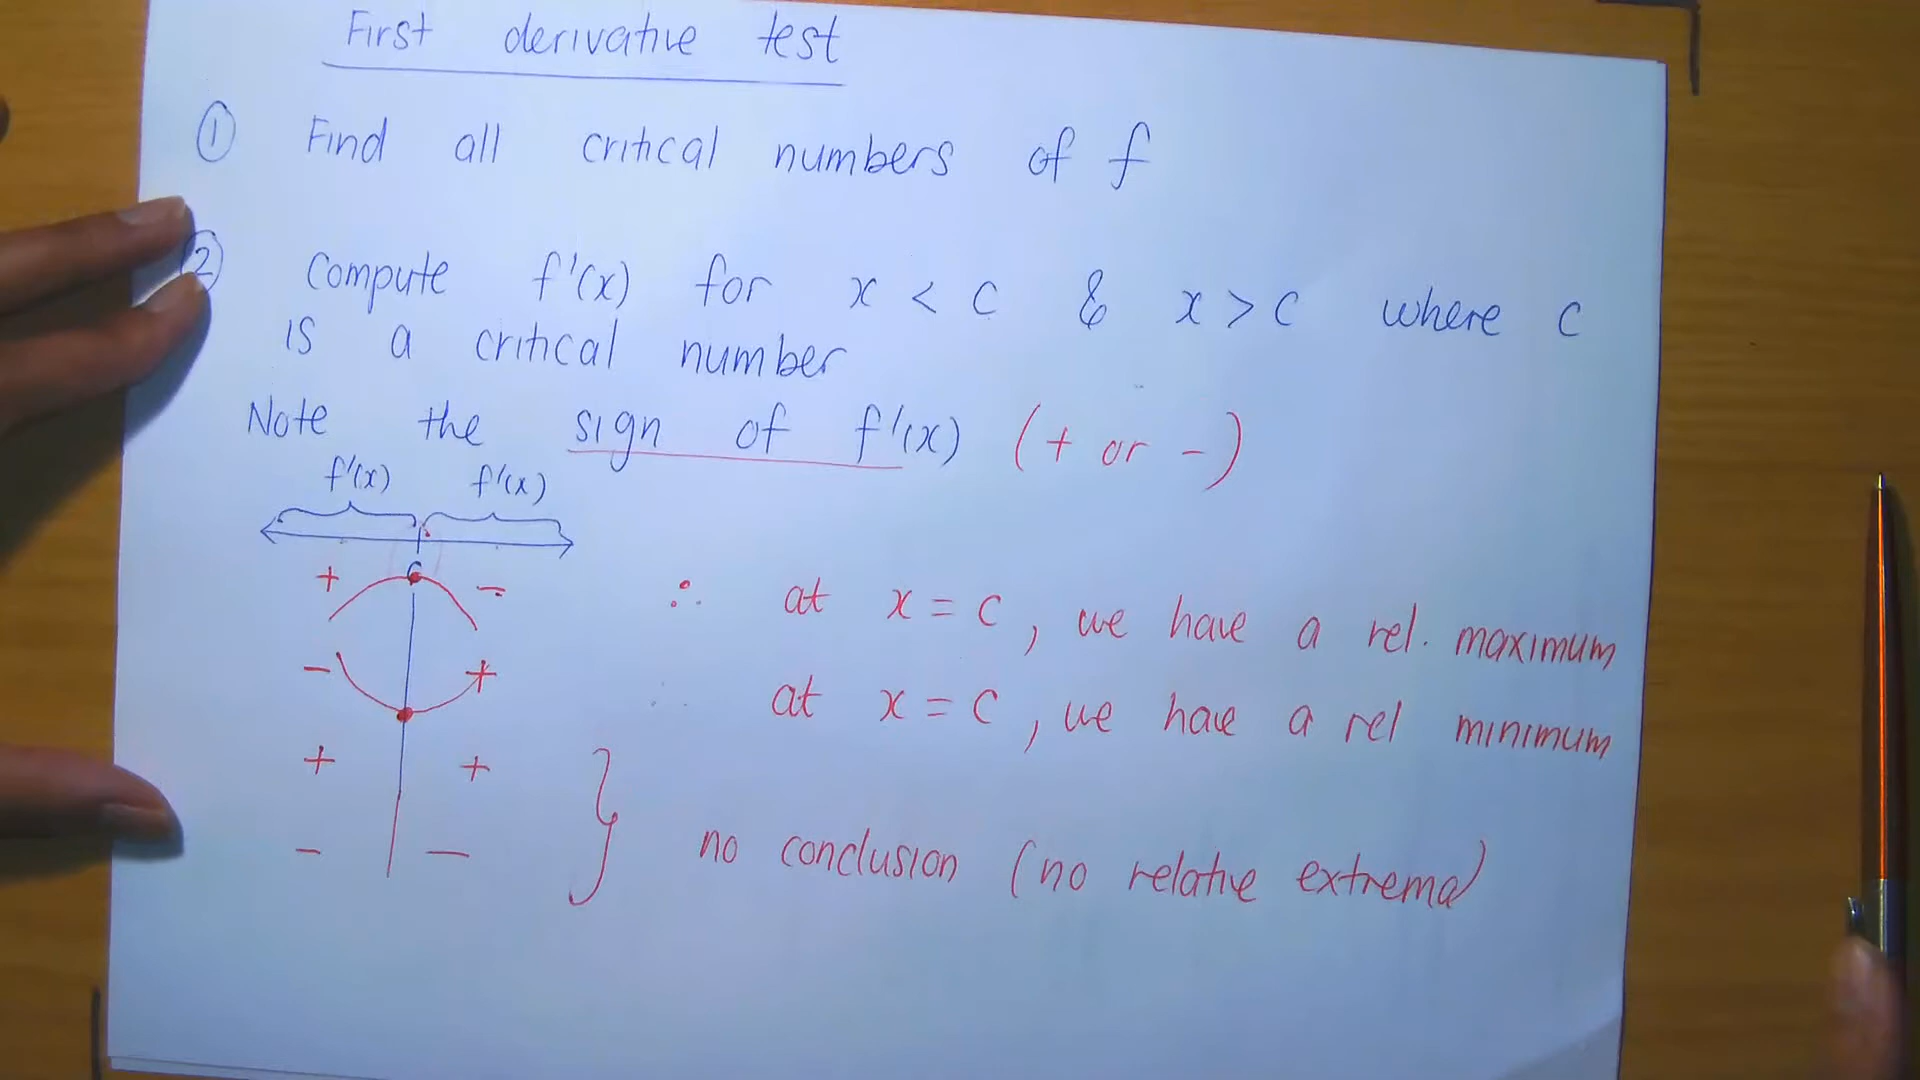 First derivative test
① Find all critical numbers of f
② Compute f'(x) for x < c & x > c where c
is a critical number
Note the sign of f'(x) (+ or -)
f'(x) f'(x)
c
+ -
∴ at x = c, we have a rel. maximum
- +
at x = c, we have a rel minimum
+ +
- -
} no conclusion (no relative extrema)